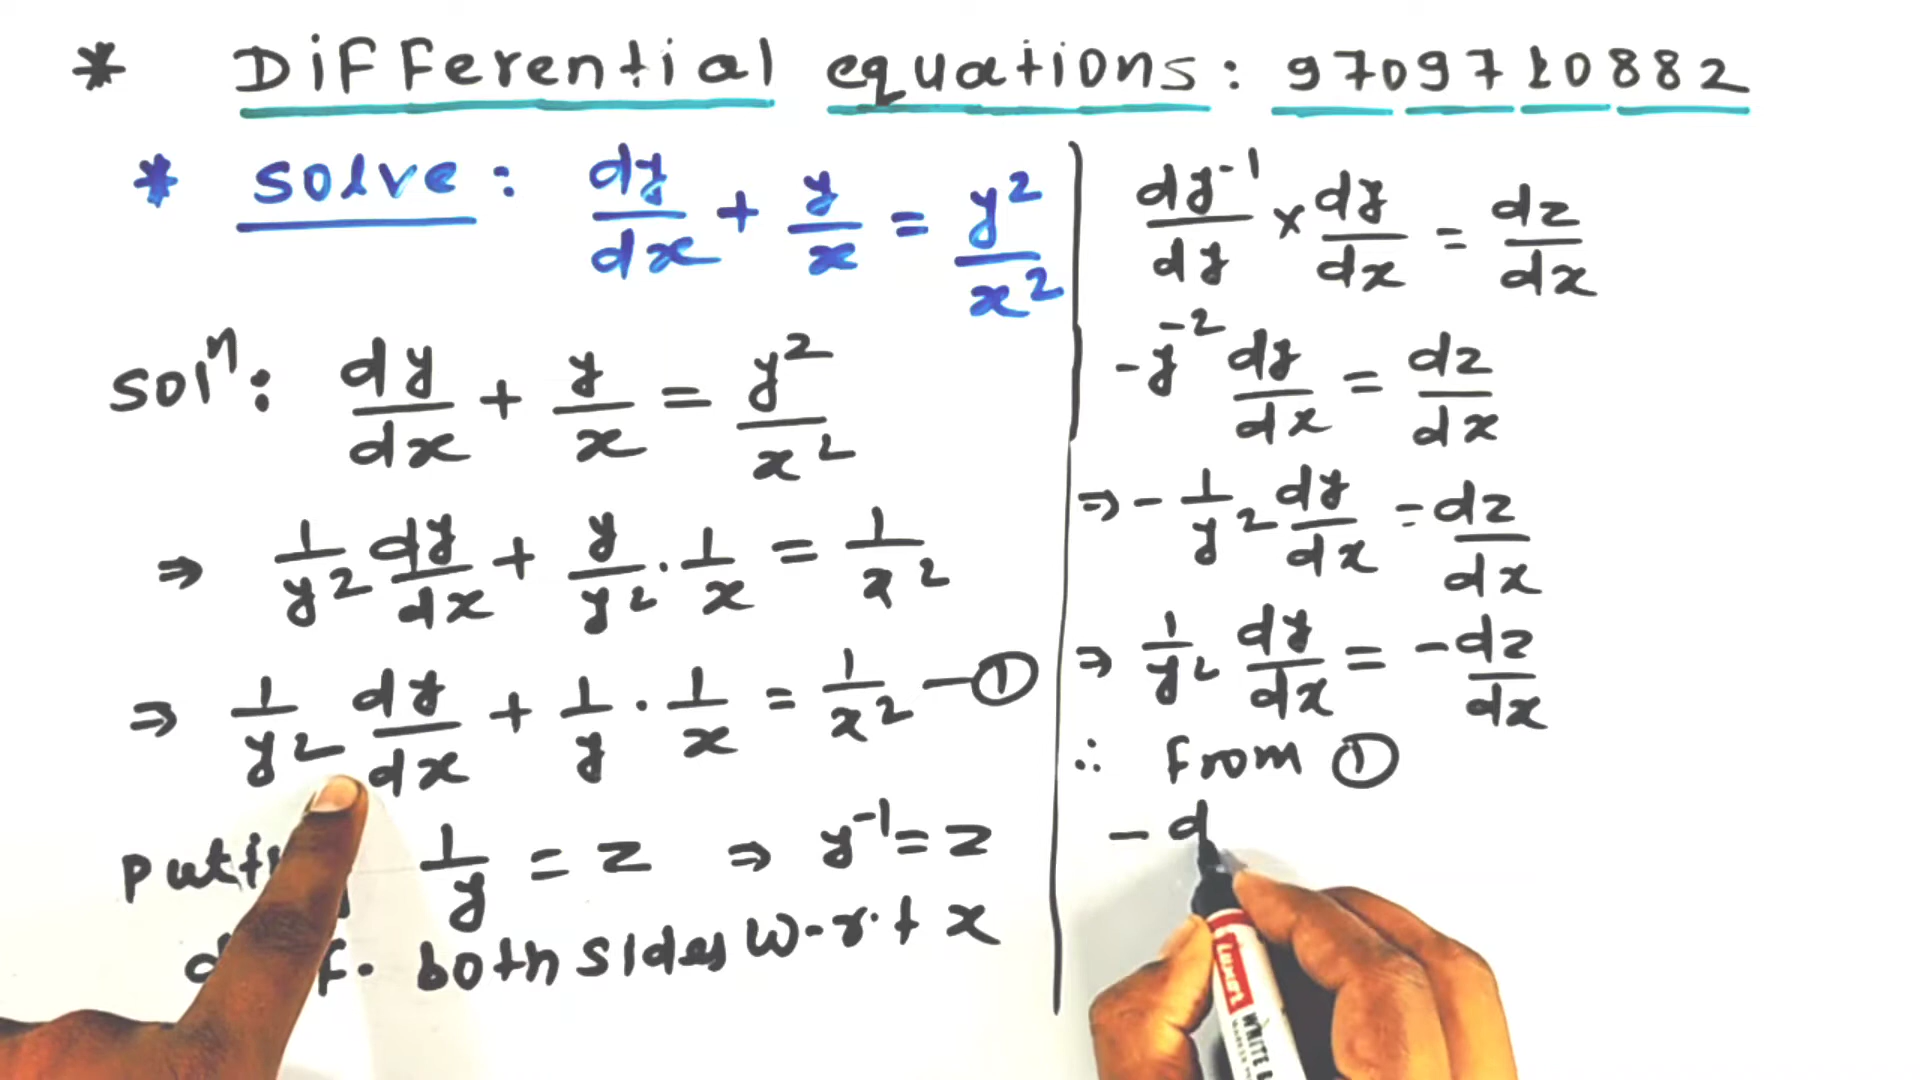 * Differential equations: 9709710882
* Solve: dy/dx + y/x = y²/x²
Solⁿ: dy/dx + y/x = y²/x²
⇒ 1/y² dy/dx + y/y² · 1/x = 1/x²
⇒ 1/y² dy/dx + 1/y · 1/x = 1/x² — ①
1/y = z ⇒ y⁻¹ = z
both sides w.r.t x
dy⁻¹/dy × dy/dx = dz/dx
-y⁻² dy/dx = dz/dx
⇒ - 1/y² dy/dx = dz/dx
⇒ 1/y² dy/dx = - dz/dx
∴ From ①
- d
LUXOR
WHITE